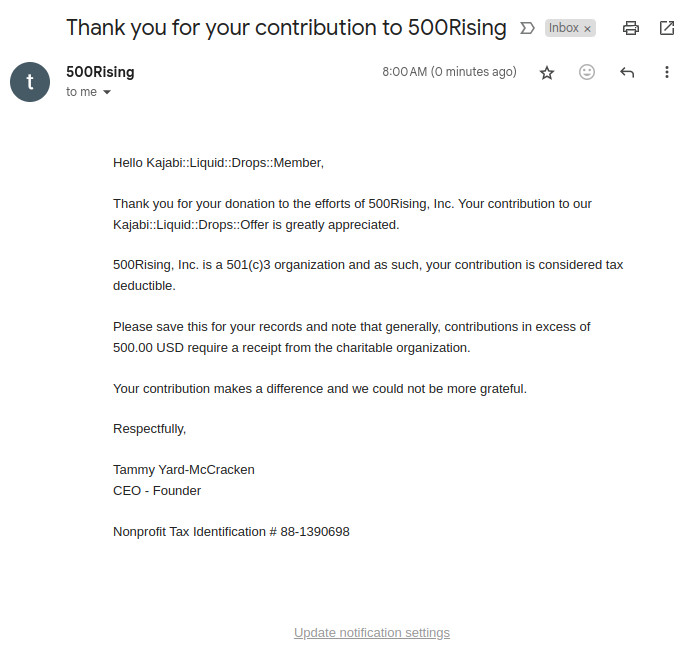 Thank you for your contribution to 500Rising
Inbox ×
t
500Rising
8:00 AM (0 minutes ago)
to me
Hello Kajabi::Liquid::Drops::Member,
Thank you for your donation to the efforts of 500Rising, Inc. Your contribution to our
Kajabi::Liquid::Drops::Offer is greatly appreciated.
500Rising, Inc. is a 501(c)3 organization and as such, your contribution is considered tax
deductible.
Please save this for your records and note that generally, contributions in excess of
500.00 USD require a receipt from the charitable organization.
Your contribution makes a difference and we could not be more grateful.
Respectfully,
Tammy Yard-McCracken
CEO - Founder
Nonprofit Tax Identification # 88-1390698
Update notification settings